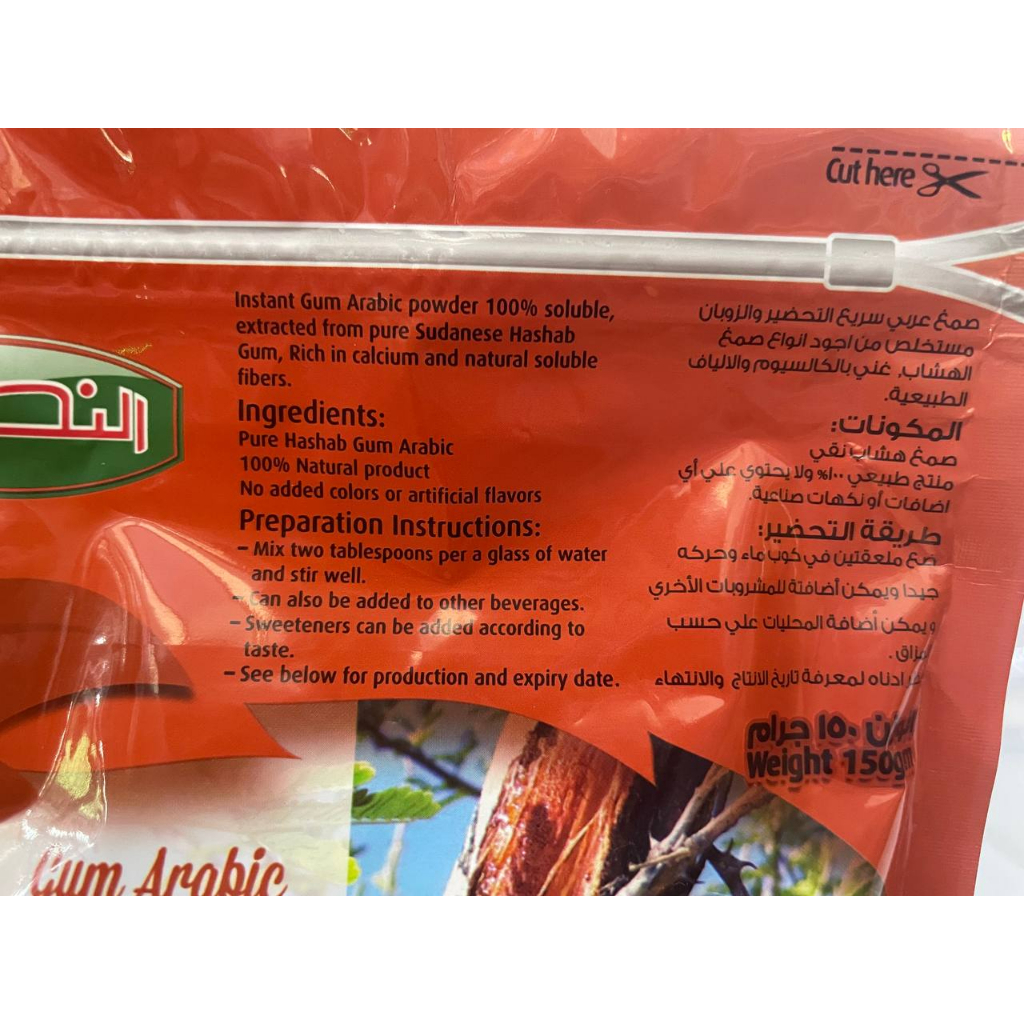 Cut here
Instant Gum Arabic powder 100% soluble,
extracted from pure Sudanese Hashab
Gum, Rich in calcium and natural soluble
fibers.
Ingredients:
Pure Hashab Gum Arabic
100% Natural product
No added colors or artificial flavors
Preparation Instructions:
– Mix two tablespoons per a glass of water
and stir well.
– Can also be added to other beverages.
– Sweeteners can be added according to
taste.
– See below for production and expiry date.
صمغ عربي سريع التحضير والزوبان
مستخلص من اجود انواع صمغ
الهشاب, غني بالكالسيوم والالياف
الطبيعية.
المكونات:
صمغ هشاب نقي
منتج طبيعي ١٠٠% ولا يحتوي علي أي
اضافات أو نكهات صناعية.
طريقة التحضير:
ضع ملعقتين في كوب ماء وحركه
جيدا ويمكن أضافتة للمشروبات الأخري
ويمكن أضافة المحليات علي حسب
ادناه لمعرفة تاريخ الانتاج والانتهاء
الوزن ١٥٠ جرام
Weight 150gm
Gum Arabic